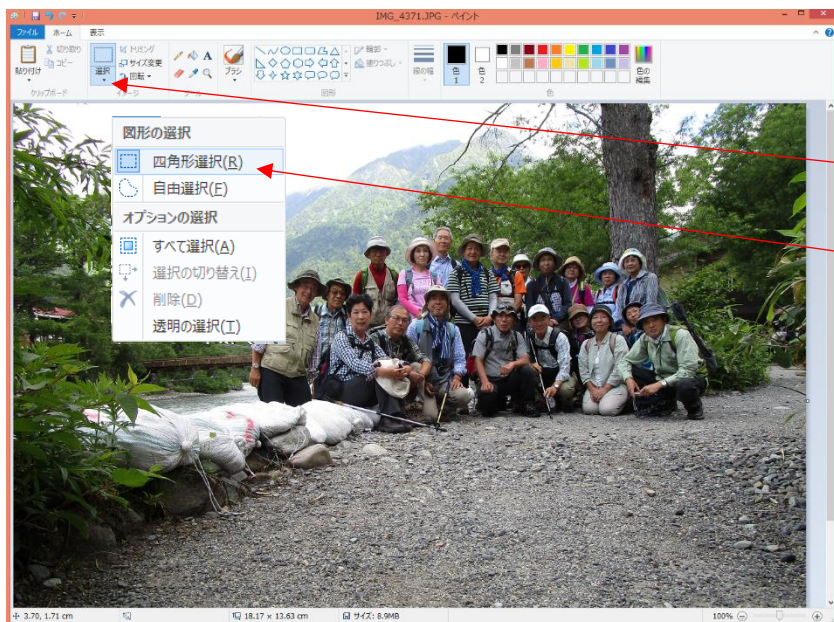 IMG_4371.JPG - ペイント
ファイル ホーム 表示
貼り付け
切り取り
コピー
クリップボード
選択
トリミング
サイズ変更
回転
イメージ
ツール
A
ブラシ
図形
輪郭
塗りつぶし
線の幅
色
1
色
2
色の
編集
色
図形の選択
四角形選択(R)
自由選択(F)
オプションの選択
すべて選択(A)
選択の切り替え(I)
削除(D)
透明の選択(T)
3.70, 1.71 cm
18.17 × 13.63 cm
サイズ: 8.9MB
100%